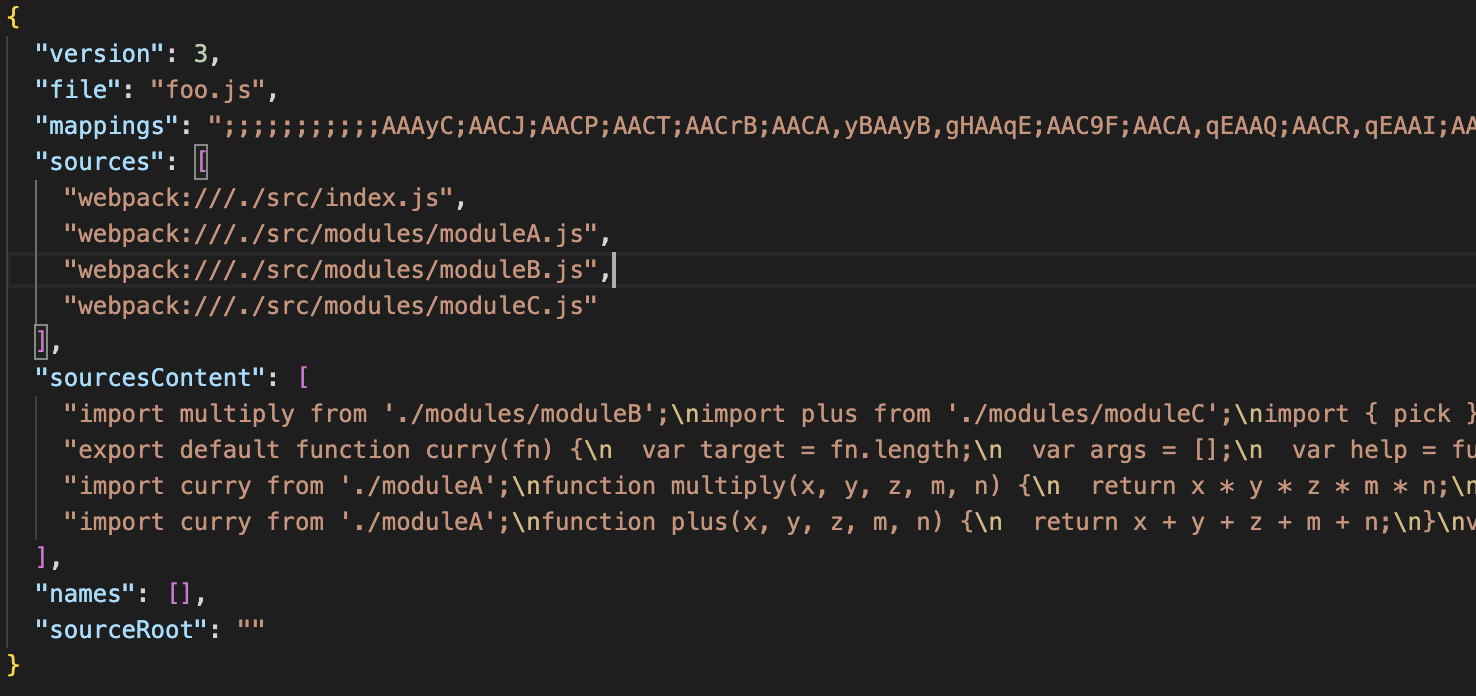 {
"version": 3,
"file": "foo.js",
"mappings": ";;;;;;;;;;;AAAyC;AACJ;AACP;AACT;AACrB;AACA,yBAAyB,gHAAqE;AAC9F;AACA,qEAAQ;AACR,qEAAI;AA
"sources": [
"webpack:///./src/index.js",
"webpack:///./src/modules/moduleA.js",
"webpack:///./src/modules/moduleB.js",
"webpack:///./src/modules/moduleC.js"
],
"sourcesContent": [
"import multiply from './modules/moduleB';\nimport plus from './modules/moduleC';\nimport { pick }
"export default function curry(fn) {\n  var target = fn.length;\n  var args = [];\n  var help = fu
"import curry from './moduleA';\nfunction multiply(x, y, z, m, n) {\n  return x * y * z * m * n;\n
"import curry from './moduleA';\nfunction plus(x, y, z, m, n) {\n  return x + y + z + m + n;\n}\nv
],
"names": [],
"sourceRoot": ""
}